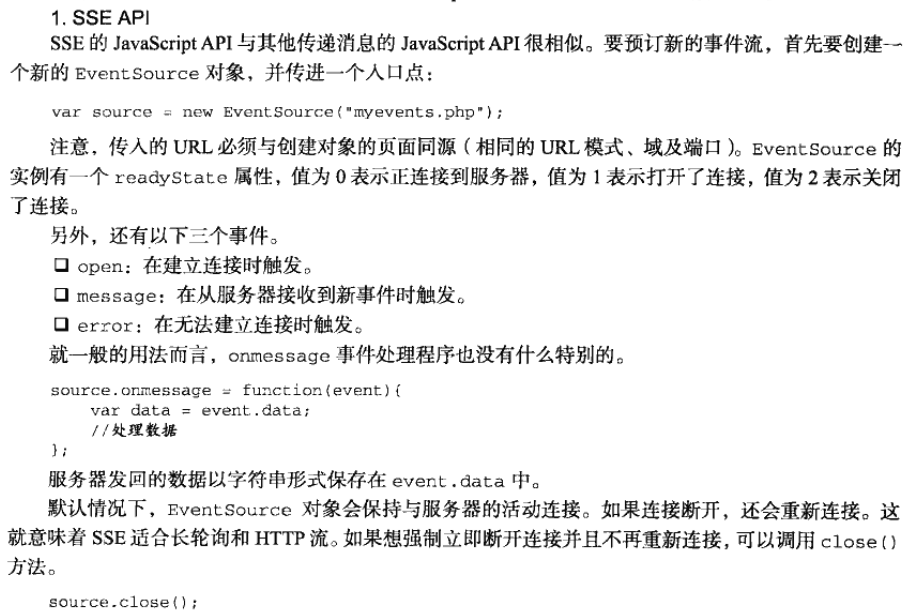 1. SSE API
SSE 的 JavaScript API 与其他传递消息的 JavaScript API 很相似。要预订新的事件流，首先要创建一
个新的 EventSource 对象，并传进一个入口点：
var source = new EventSource("myevents.php");
注意，传入的 URL 必须与创建对象的页面同源（相同的 URL 模式、域及端口）。EventSource 的
实例有一个 readyState 属性，值为 0 表示正连接到服务器，值为 1 表示打开了连接，值为 2 表示关闭
了连接。
另外，还有以下三个事件。
❑ open：在建立连接时触发。
❑ message：在从服务器接收到新事件时触发。
❑ error：在无法建立连接时触发。
就一般的用法而言，onmessage 事件处理程序也没有什么特别的。
source.onmessage = function(event){
var data = event.data;
//处理数据
};
服务器发回的数据以字符串形式保存在 event.data 中。
默认情况下，EventSource 对象会保持与服务器的活动连接。如果连接断开，还会重新连接。这
就意味着 SSE 适合长轮询和 HTTP 流。如果想强制立即断开连接并且不再重新连接，可以调用 close()
方法。
source.close();